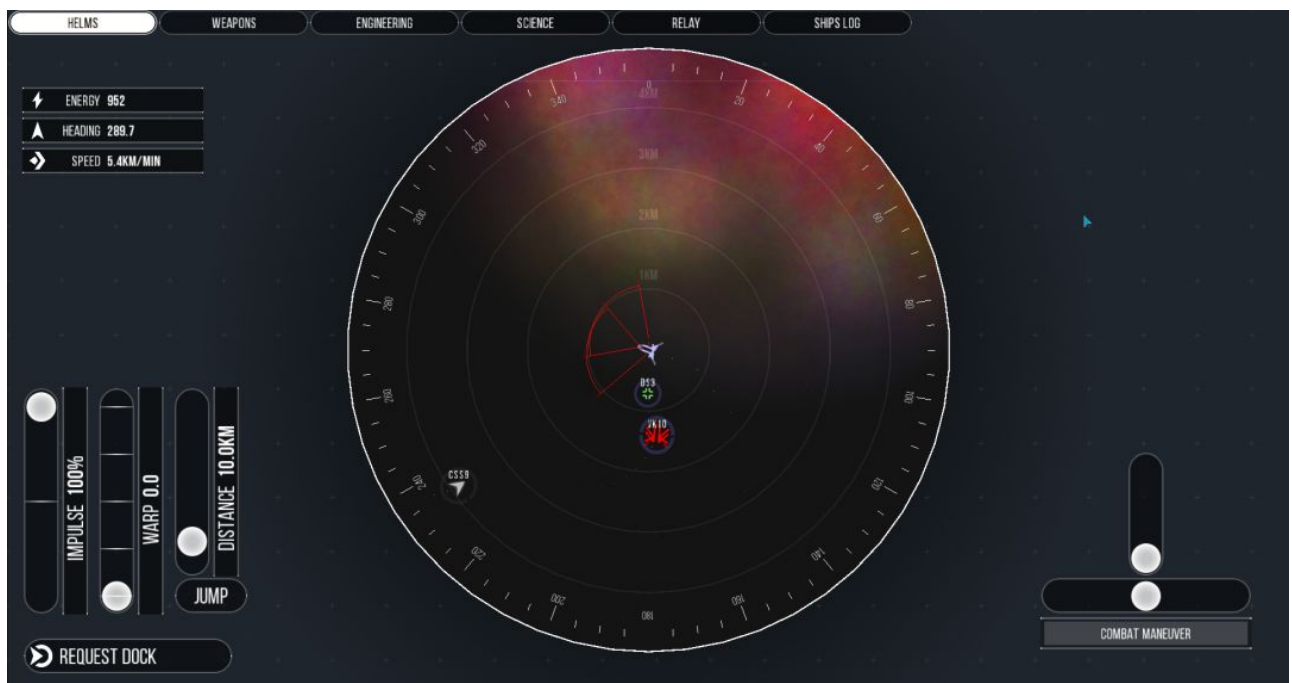 HELMS
WEAPONS
ENGINEERING
SCIENCE
RELAY
SHIPS LOG
ENERGY 952
HEADING 289.7
SPEED 5.4KM/MIN
0
20
40
60
80
100
120
140
160
180
200
220
240
260
280
300
320
340
4KM
3KM
2KM
1KM
VK10
CSS9
IMPULSE 100%
WARP 0.0
DISTANCE 10.0KM
JUMP
REQUEST DOCK
COMBAT MANEUVER